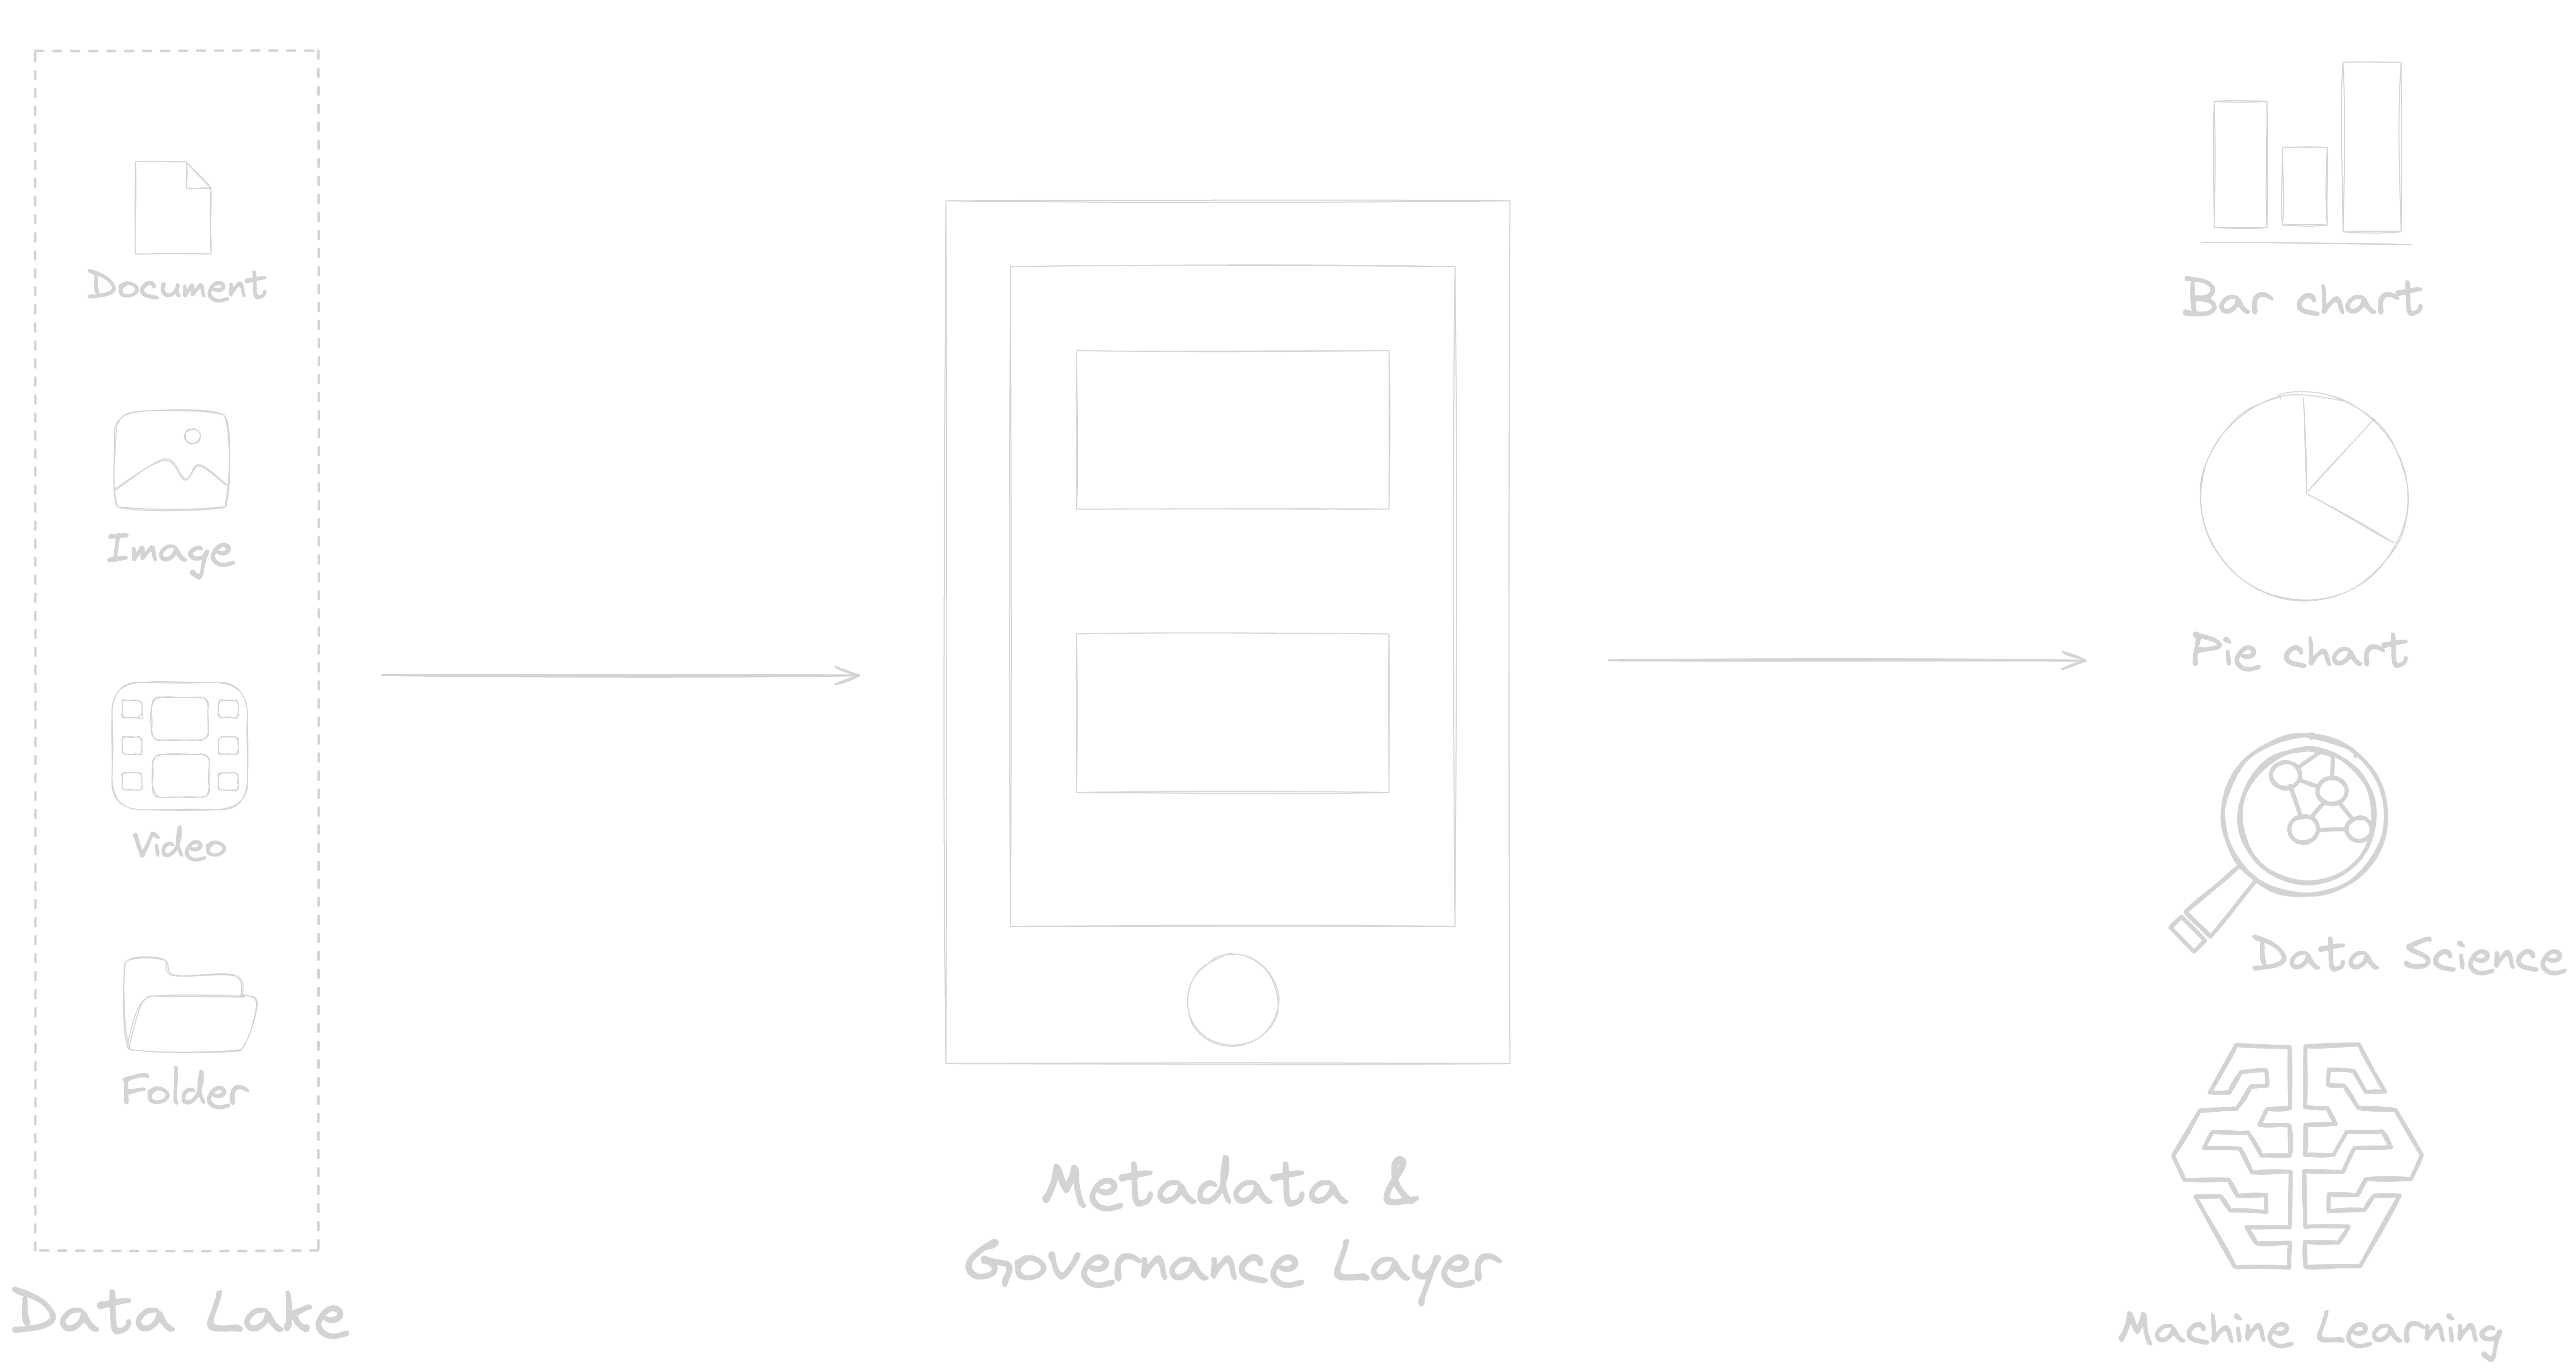 Document
Image
Video
Folder
Data Lake
Metadata &
Governance Layer
Bar chart
Pie chart
Data Science
Machine Learning